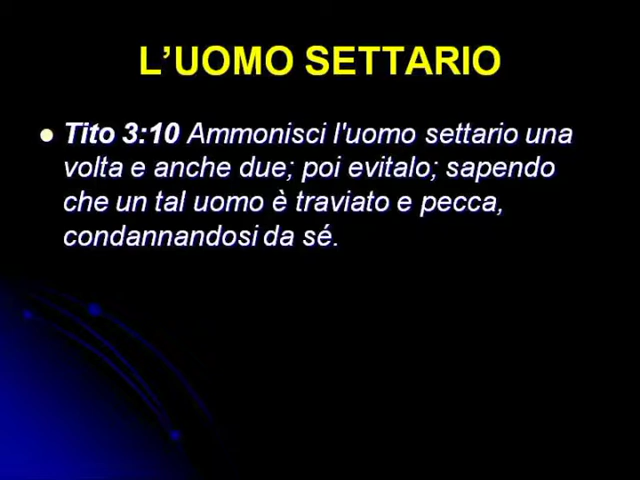 L’UOMO SETTARIO
Tito 3:10 Ammonisci l'uomo settario una
volta e anche due; poi evitalo; sapendo
che un tal uomo è traviato e pecca,
condannandosi da sé.